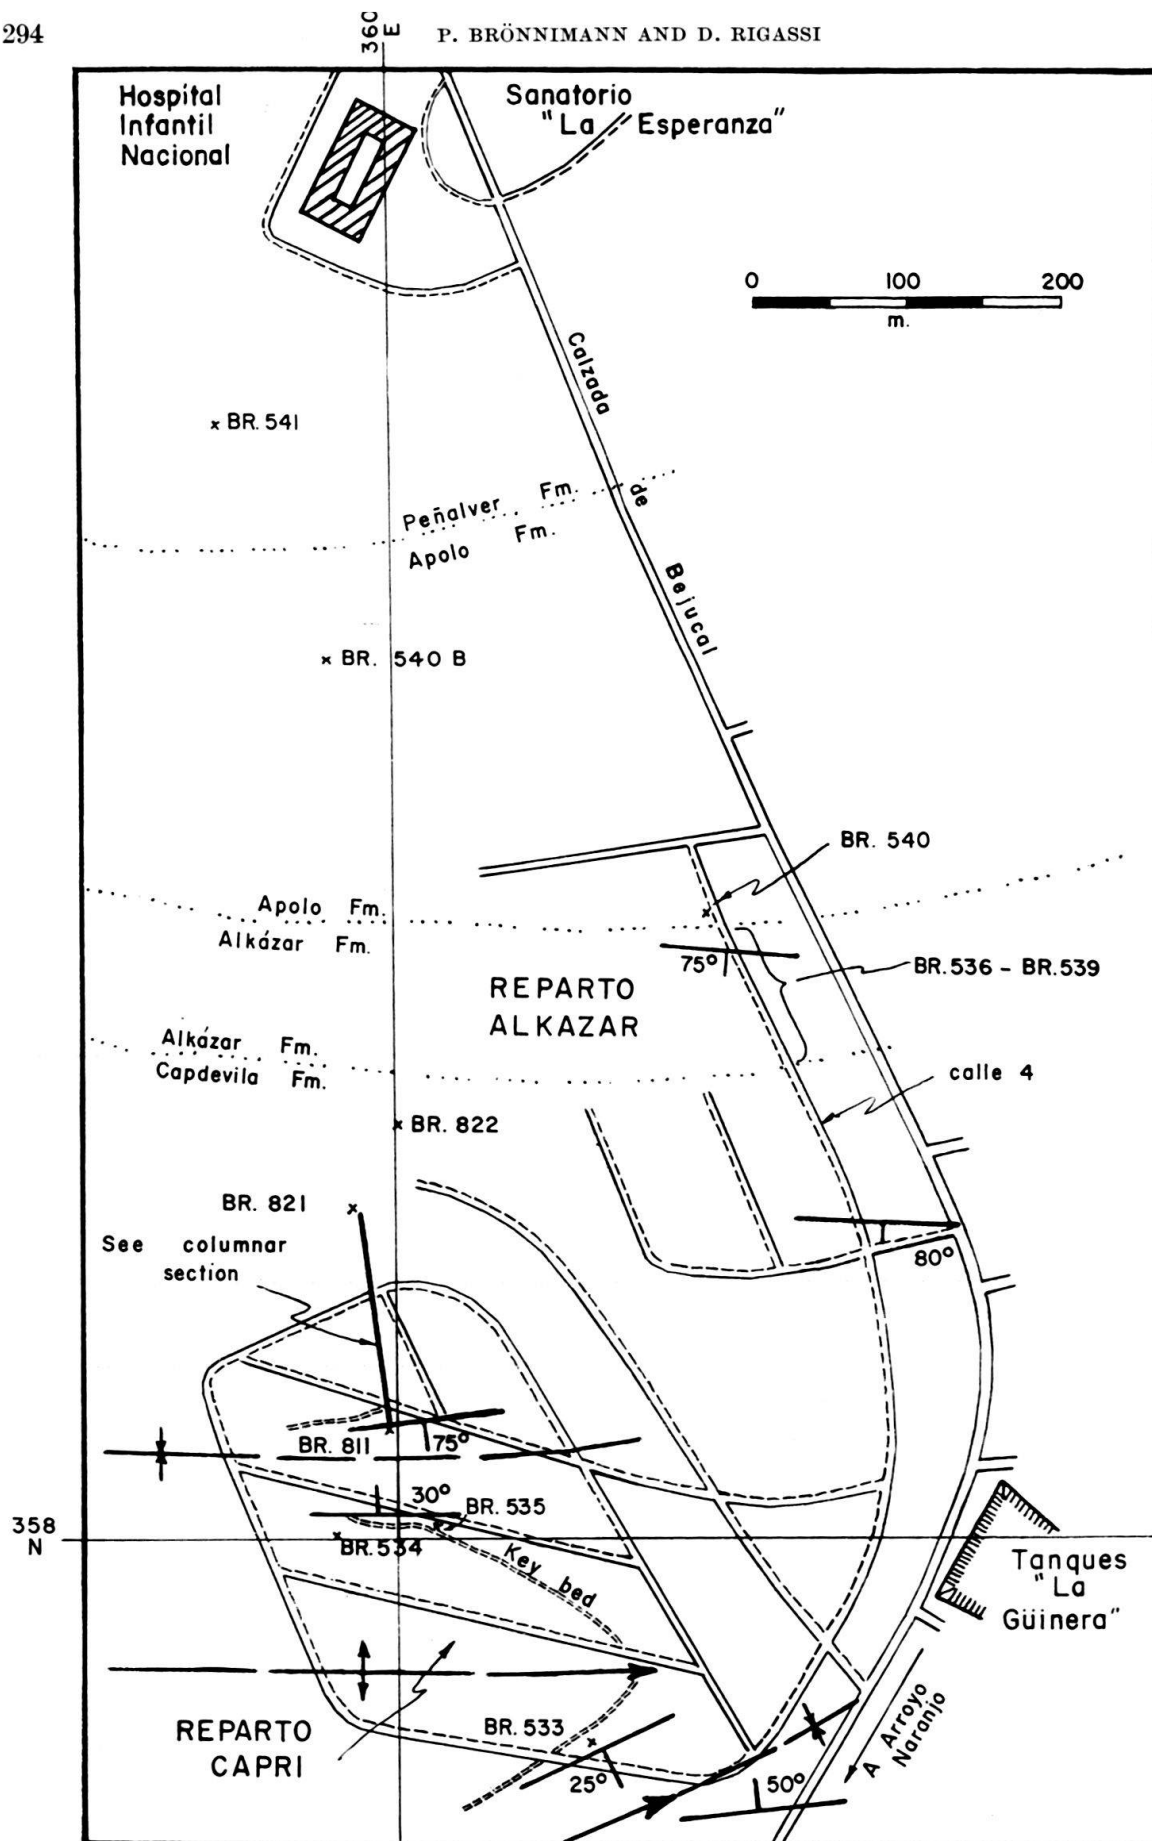 294
P. BRÖNNIMANN AND D. RIGASSI
360
E
Hospital
Infantil
Nacional
Sanatorio
"La Esperanza"
0 100 200
m.
Calzada de Bejucal
x BR. 541
Peñalver Fm.
Apolo Fm.
x BR. 540 B
BR. 540
Apolo Fm.
Alkázar Fm.
75°
BR. 536 - BR. 539
REPARTO
ALKAZAR
Alkázar Fm.
Capdevila Fm.
calle 4
x BR. 822
BR. 821 x
See columnar
section
80°
BR. 811
75°
30°
BR. 535
358
N
BR. 534
Key bed
Tanques
"La
Güinera"
REPARTO
CAPRI
BR. 533
25°
50°
A Arroyo
Naranjo